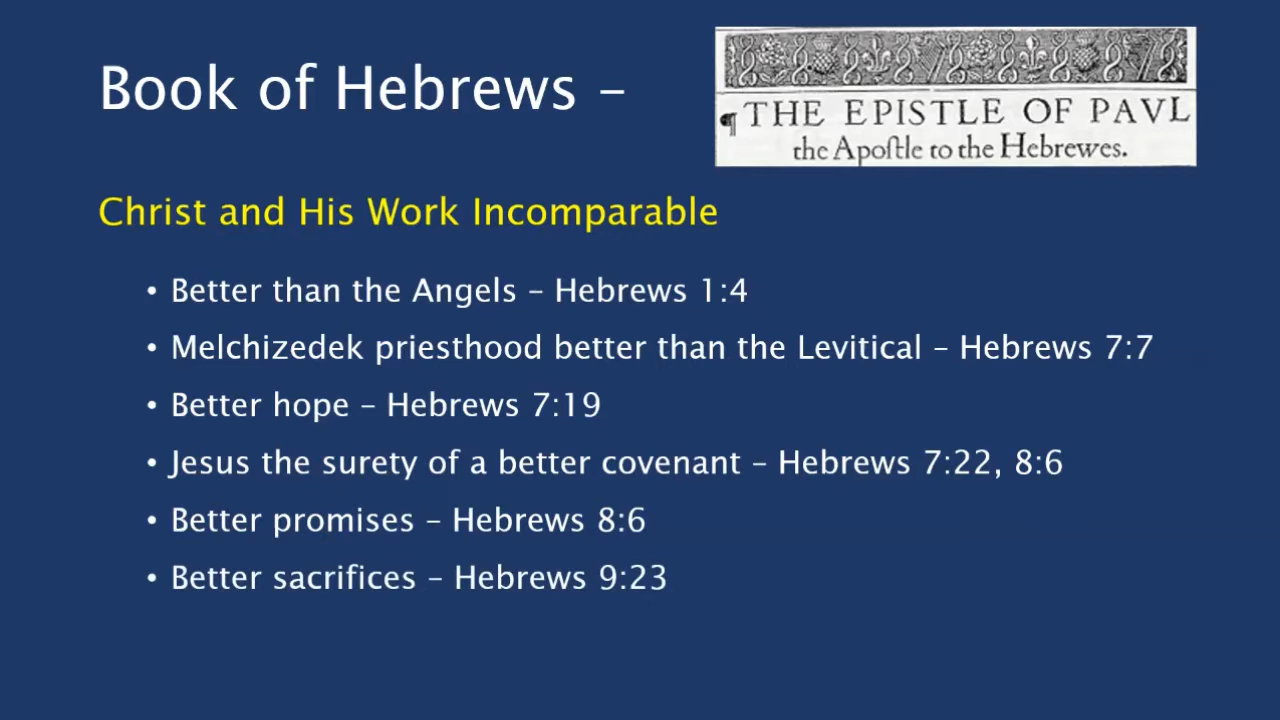 Book of Hebrews –
¶ THE EPISTLE OF PAVL
the Apoſtle to the Hebrewes.
Christ and His Work Incomparable
• Better than the Angels – Hebrews 1:4
• Melchizedek priesthood better than the Levitical – Hebrews 7:7
• Better hope – Hebrews 7:19
• Jesus the surety of a better covenant – Hebrews 7:22, 8:6
• Better promises – Hebrews 8:6
• Better sacrifices – Hebrews 9:23